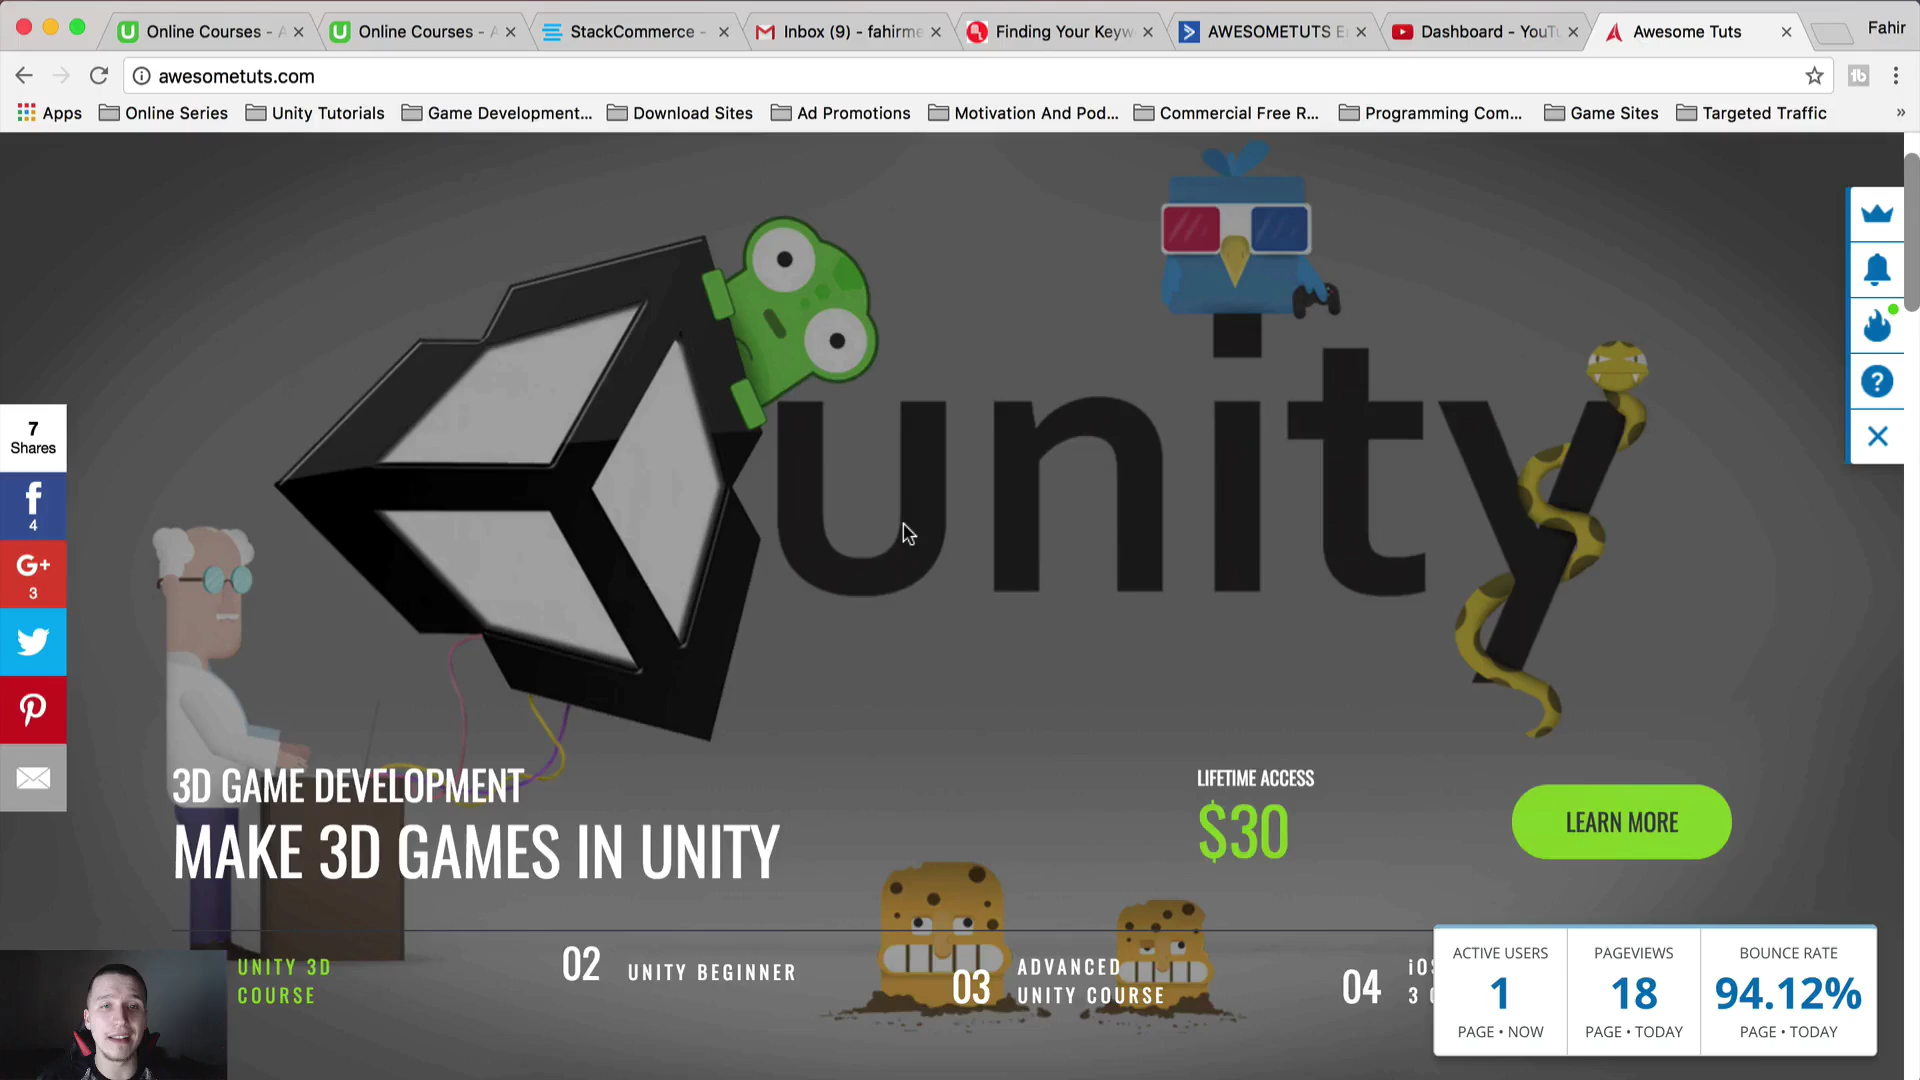 Online Courses - A
Online Courses - A
StackCommerce -
Inbox (9) - fahirme
Finding Your Keyw
AWESOMETUTS E
Dashboard - YouTu
Awesome Tuts
Fahir
awesometuts.com
Apps
Online Series
Unity Tutorials
Game Development...
Download Sites
Ad Promotions
Motivation And Pod...
Commercial Free R...
Programming Com...
Game Sites
Targeted Traffic
»
unity
7
Shares
f
4
G+
3
3D GAME DEVELOPMENT
MAKE 3D GAMES IN UNITY
LIFETIME ACCESS
$30
LEARN MORE
UNITY 3D
COURSE
02 UNITY BEGINNER
03 ADVANCED
UNITY COURSE
04 iO
3
ACTIVE USERS
1
PAGE • NOW
PAGEVIEWS
18
PAGE • TODAY
BOUNCE RATE
94.12%
PAGE • TODAY